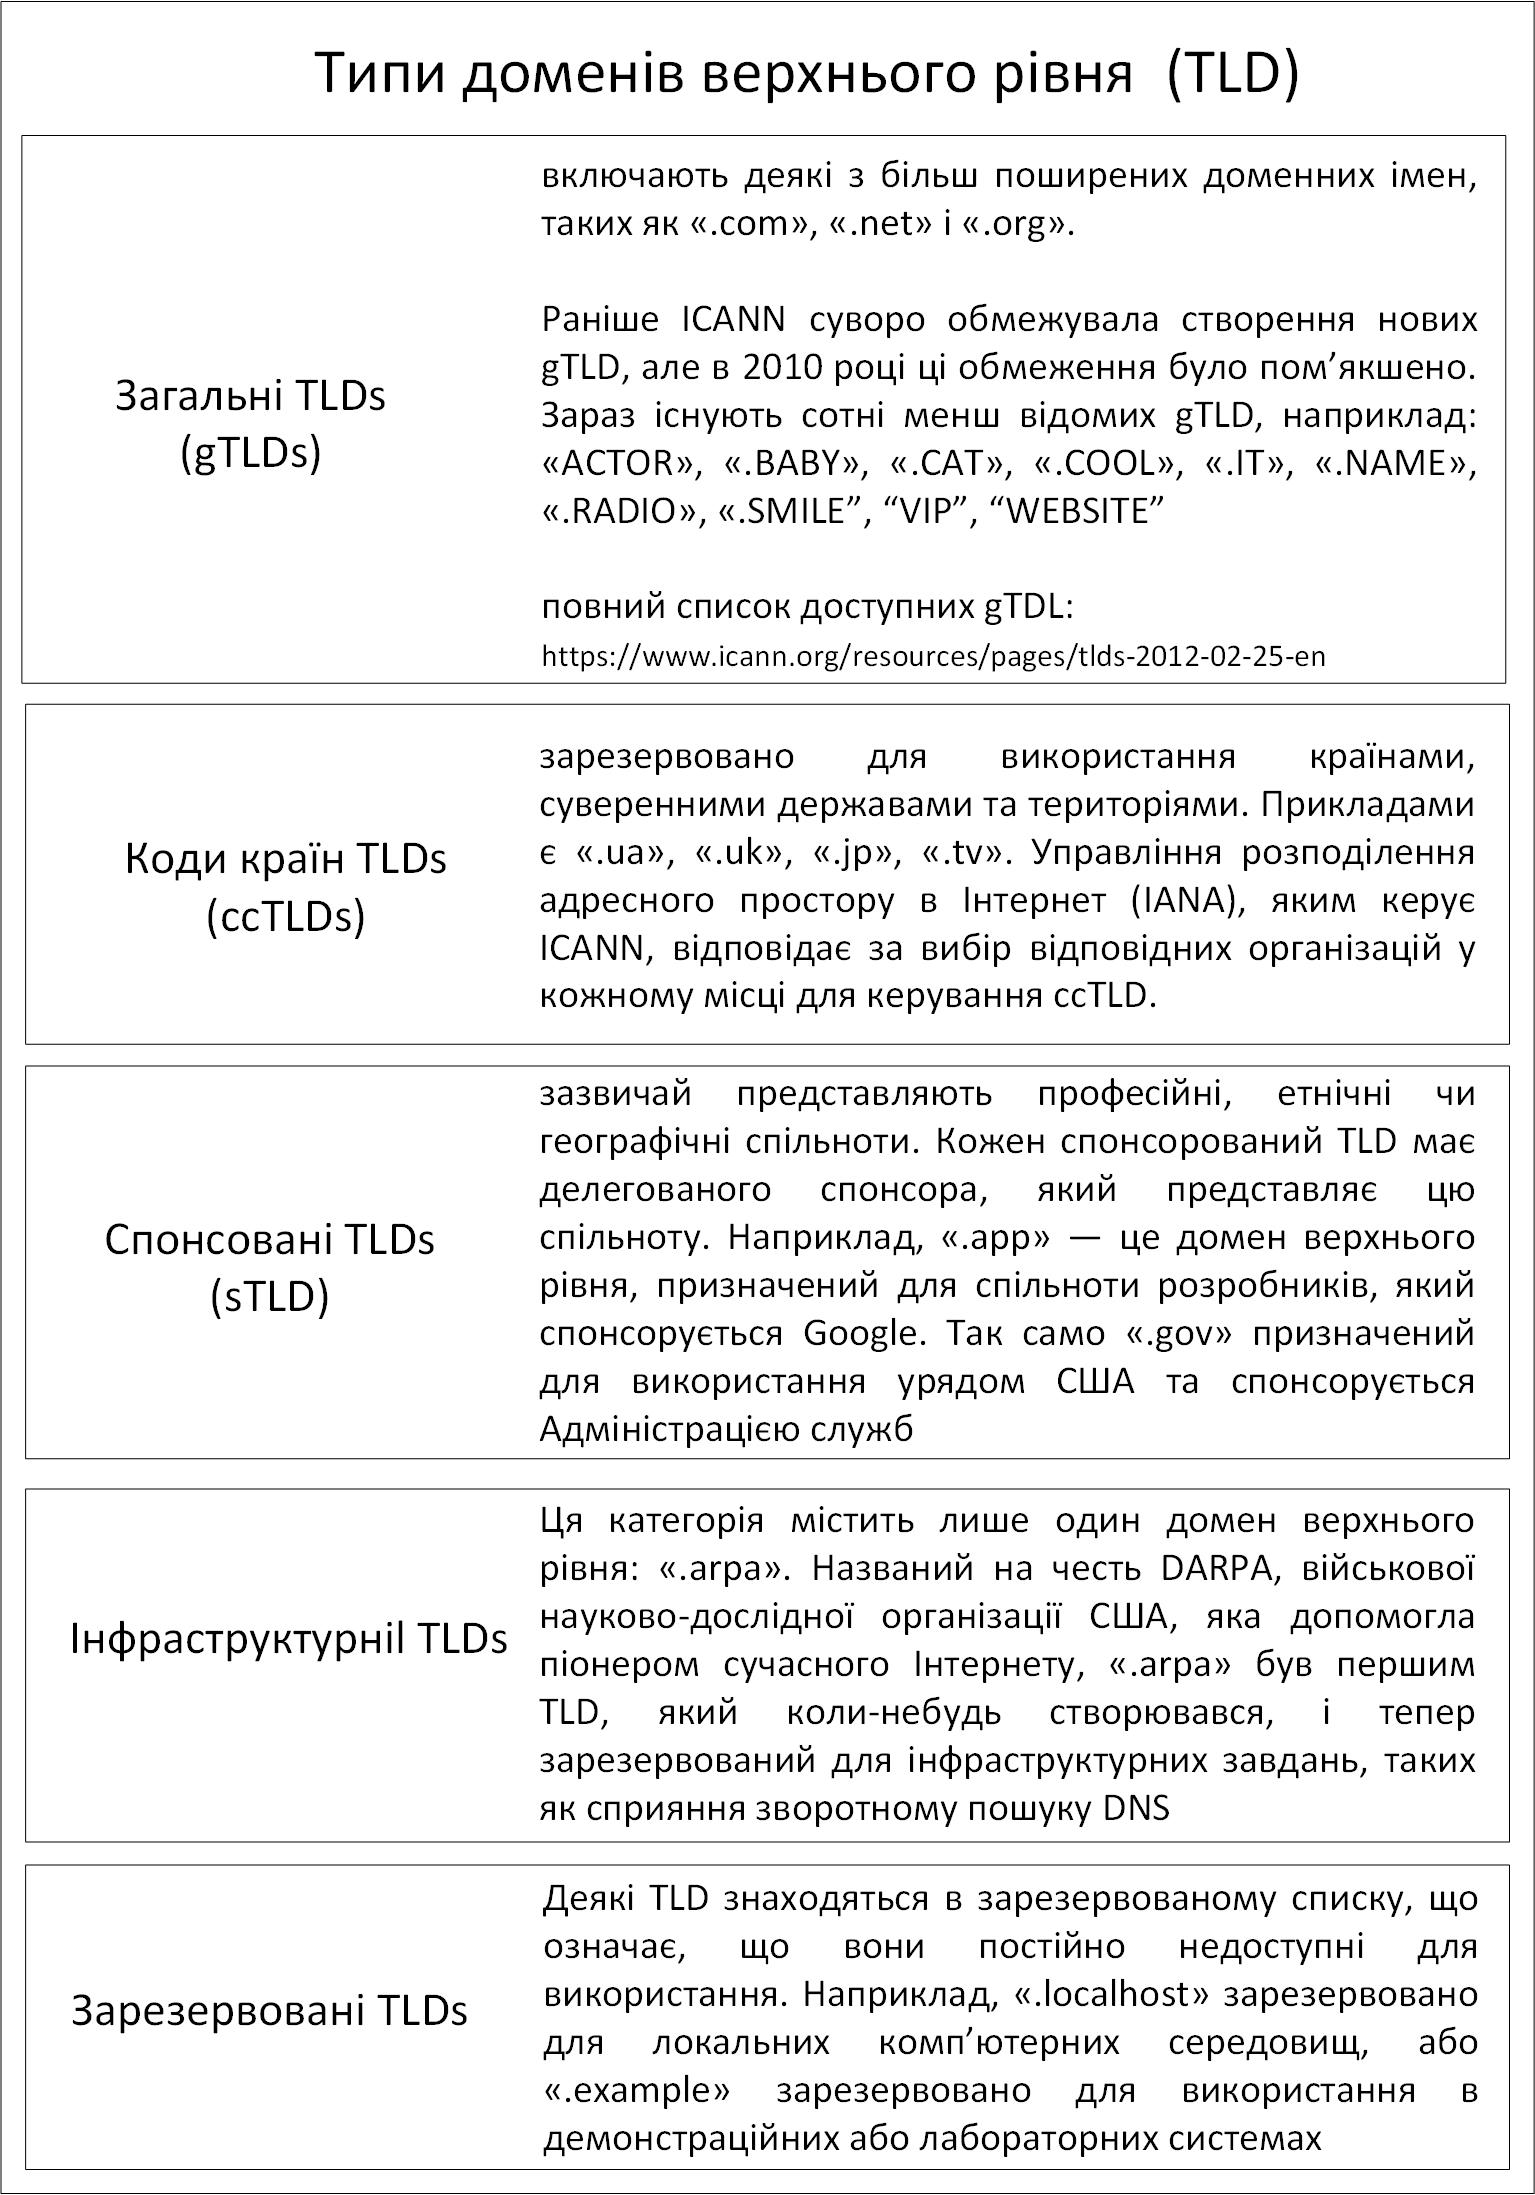 Типи доменів верхнього рівня (TLD)
Загальні TLDs
(gTLDs)
включають деякі з більш поширених доменних імен,
таких як «.com», «.net» і «.org».
Раніше ICANN суворо обмежувала створення нових
gTLD, але в 2010 році ці обмеження було пом’якшено.
Зараз існують сотні менш відомих gTLD, наприклад:
«ACTOR», «.BABY», «.CAT», «.COOL», «.IT», «.NAME»,
«.RADIO», «.SMILE”, “VIP”, “WEBSITE”
повний список доступних gTDL:
https://www.icann.org/resources/pages/tlds-2012-02-25-en
Коди країн TLDs
(ccTLDs)
зарезервовано для використання країнами,
суверенними державами та територіями. Прикладами
є «.ua», «.uk», «.jp», «.tv». Управління розподілення
адресного простору в Інтернет (IANA), яким керує
ICANN, відповідає за вибір відповідних організацій у
кожному місці для керування ccTLD.
Спонсовані TLDs
(sTLD)
зазвичай представляють професійні, етнічні чи
географічні спільноти. Кожен спонсорований TLD має
делегованого спонсора, який представляє цю
спільноту. Наприклад, «.app» — це домен верхнього
рівня, призначений для спільноти розробників, який
спонсорується Google. Так само «.gov» призначений
для використання урядом США та спонсорується
Адміністрацією служб
Інфраструктурніl TLDs
Ця категорія містить лише один домен верхнього
рівня: «.arpa». Названий на честь DARPA, військової
науково-дослідної організації США, яка допомогла
піонером сучасного Інтернету, «.arpa» був першим
TLD, який коли-небудь створювався, і тепер
зарезервований для інфраструктурних завдань, таких
як сприяння зворотному пошуку DNS
Зарезервовані TLDs
Деякі TLD знаходяться в зарезервованому списку, що
означає, що вони постійно недоступні для
використання. Наприклад, «.localhost» зарезервовано
для локальних комп’ютерних середовищ, або
«.example» зарезервовано для використання в
демонстраційних або лабораторних системах